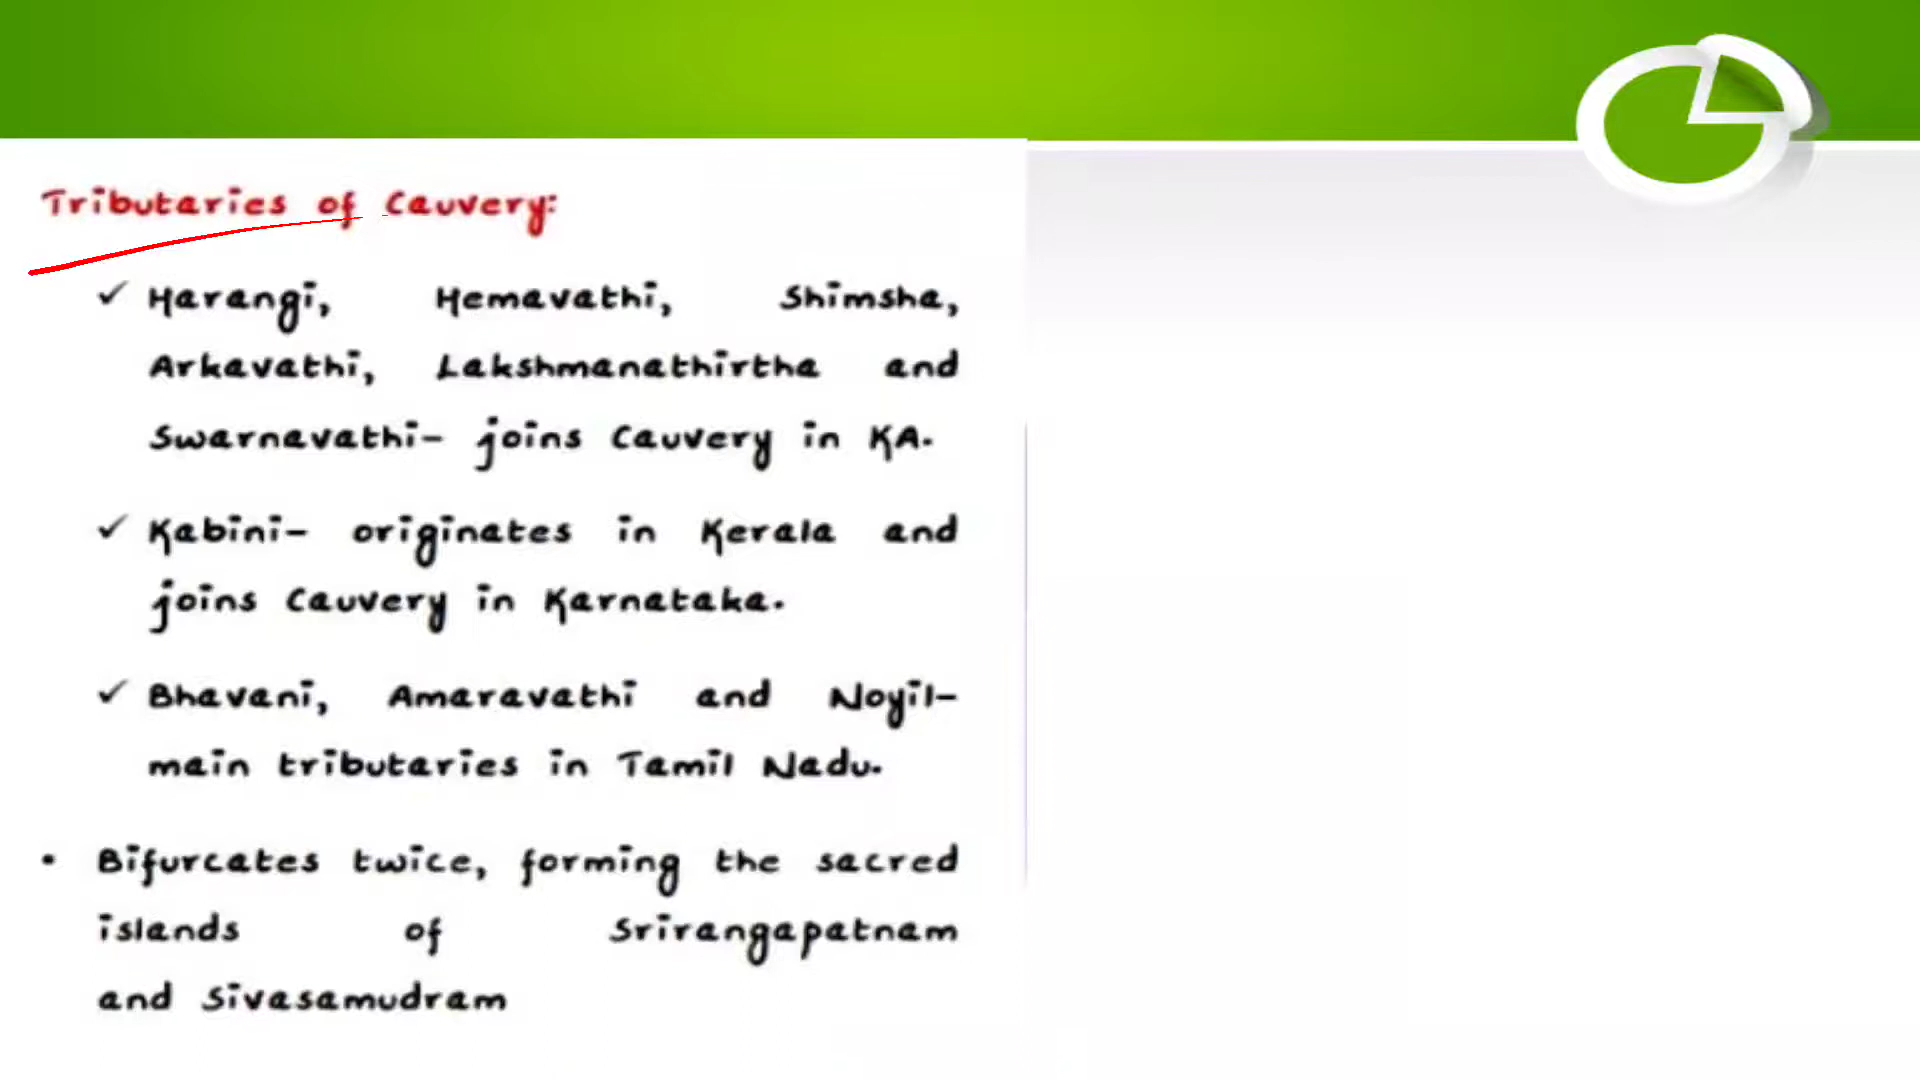 Tributaries of Cauvery:
✓ Harangi, Hemavathi, Shimsha,
Arkavathi, Lakshmanathirtha and
Swarnavathi- joins Cauvery in KA.
✓ Kabini- originates in Kerala and
joins Cauvery in Karnataka.
✓ Bhavani, Amaravathi and Noyil-
main tributaries in Tamil Nadu.
• Bifurcates twice, forming the sacred
islands of Srirangapatnam
and Sivasamudram